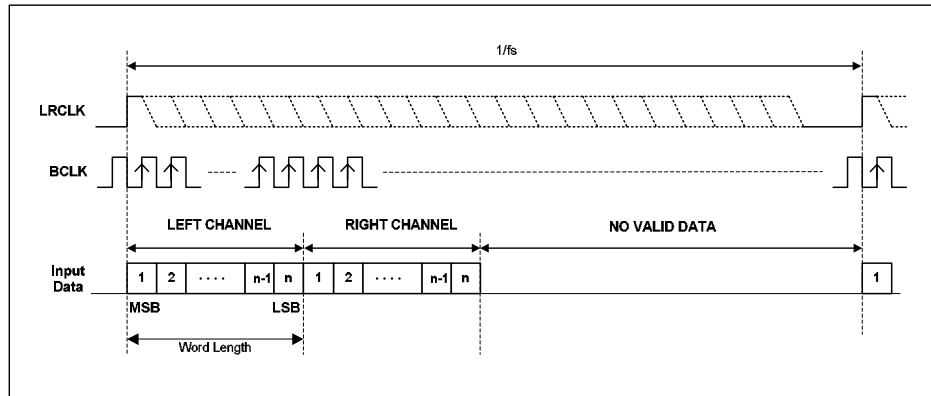 1/fs
LRCLK
BCLK
LEFT CHANNEL RIGHT CHANNEL NO VALID DATA
Input Data 1 2 n-1 n 1 2 n-1 n 1
MSB LSB
Word Length